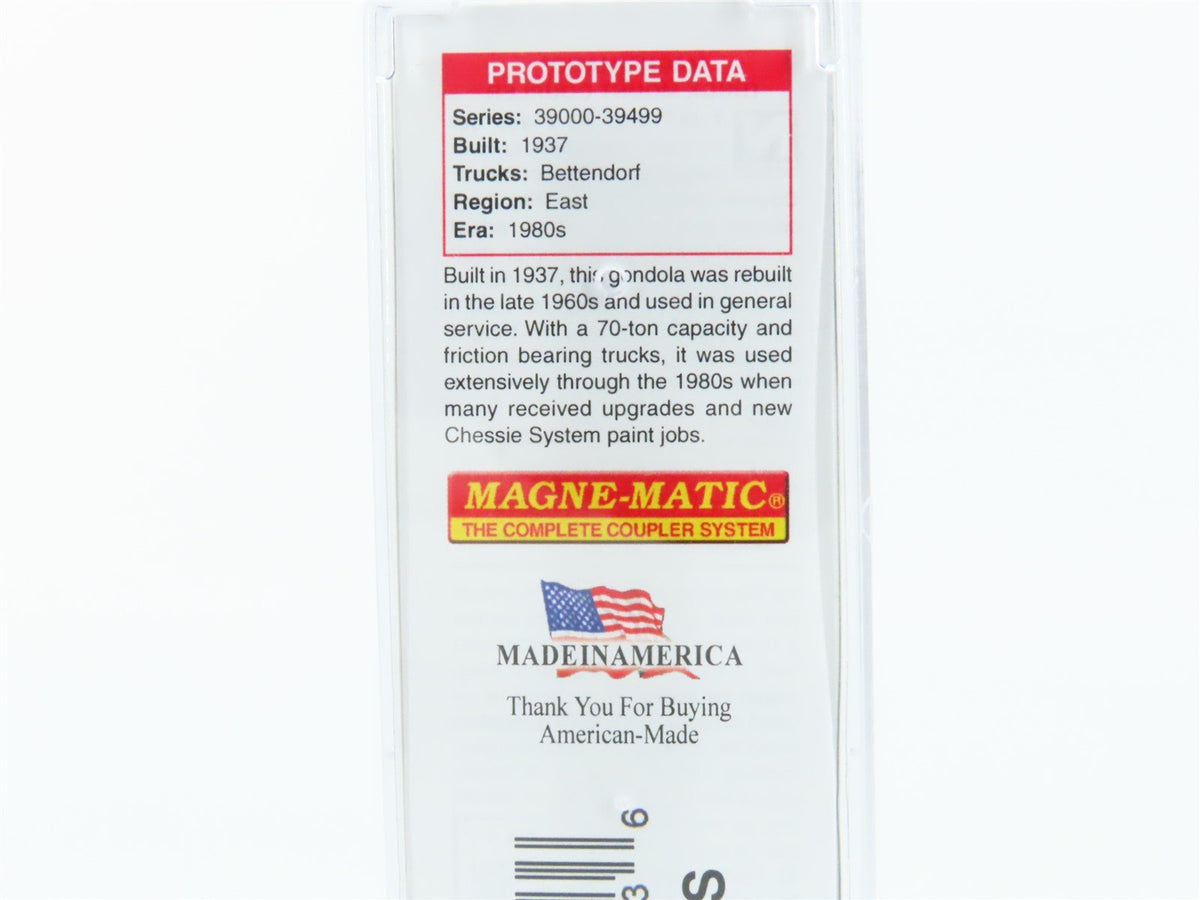 PROTOTYPE DATA
Series: 39000-39499
Built: 1937
Trucks: Bettendorf
Region: East
Era: 1980s
Built in 1937, this gondola was rebuilt
in the late 1960s and used in general
service. With a 70-ton capacity and
friction bearing trucks, it was used
extensively through the 1980s when
many received upgrades and new
Chessie System paint jobs.
MAGNE-MATIC®
THE COMPLETE COUPLER SYSTEM
MADEINAMERICA
Thank You For Buying
American-Made
6
3
S